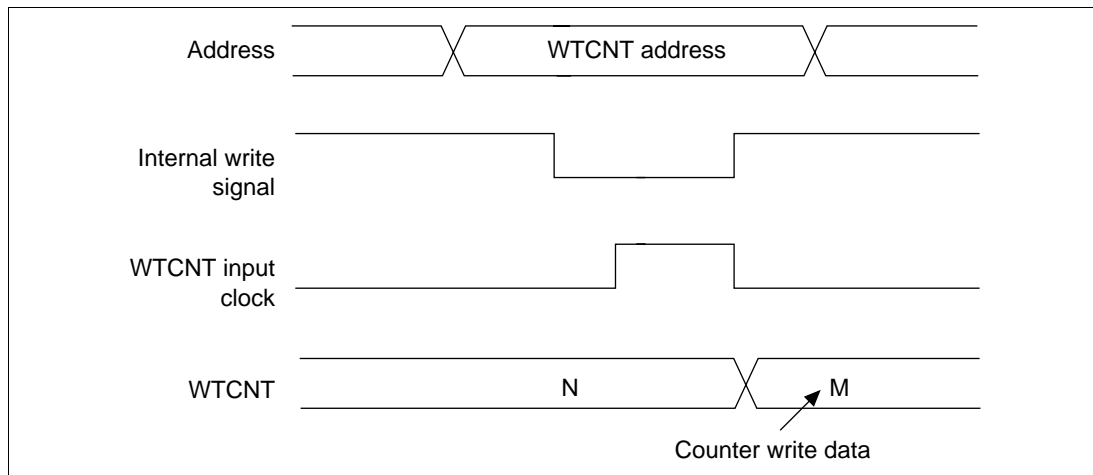 Address
WTCNT address
Internal write
signal
WTCNT input
clock
WTCNT
N
M
Counter write data